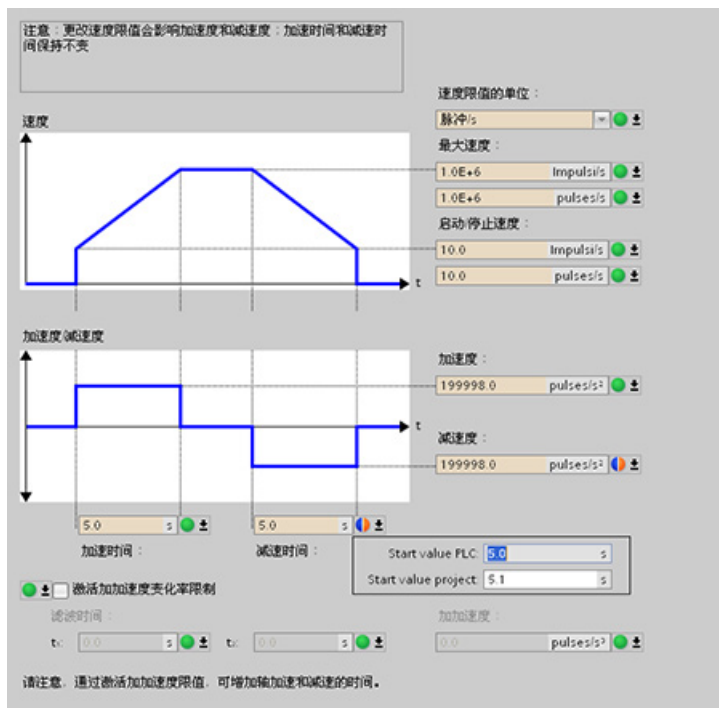 注意：更改速度限值会影响加速度和减速度；加速时间和减速时
间保持不变
速度限值的单位：
脉冲/s
速度
最大速度：
1.0E+6 Impulsi/s
1.0E+6 pulses/s
启动/停止速度：
10.0 Impulsi/s
10.0 pulses/s
t
加速度/减速度
加速度：
199998.0 pulses/s²
t
减速度：
199998.0 pulses/s²
5.0 s
5.0 s
加速时间：
减速时间：
Start value PLC: 5.0 s
Start value project: 5.1 s
激活加加速度变化率限制
滤波时间：
加加速度：
0.0 s
0.0 s
0.0 pulses/s³
请注意，通过激活加加速度限值，可增加轴加速和减速的时间。